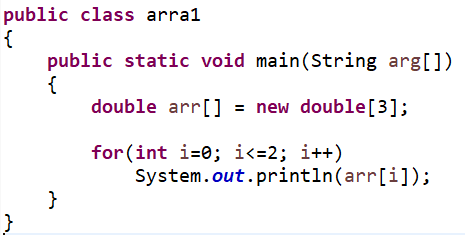 public class arra1
{
    public static void main(String arg[])
    {
        double arr[] = new double[3];

        for(int i=0; i<=2; i++)
            System.out.println(arr[i]);
    }
}